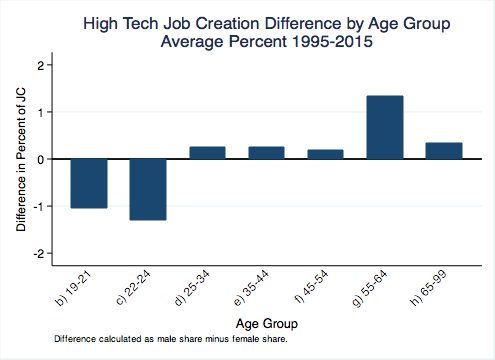 High Tech Job Creation Difference by Age Group
Average Percent 1995-2015
Difference in Percent of JC
2
1
0
-1
-2
b) 19-21
c) 22-24
d) 25-34
e) 35-44
f) 45-54
g) 55-64
h) 65-99
Age Group
Difference calculated as male share minus female share.